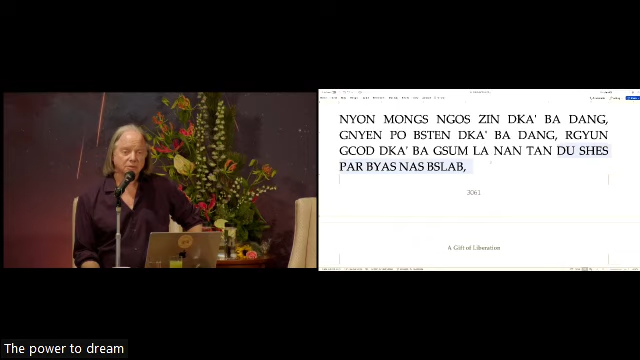 NYON MONGS NGOS ZIN DKA' BA DANG,
GNYEN PO BSTEN DKA' BA DANG, RGYUN
GCOD DKA' BA GSUM LA NAN TAN DU SHES
PAR BYAS NAS BSLAB,
3061
A Gift of Liberation
The power to dream